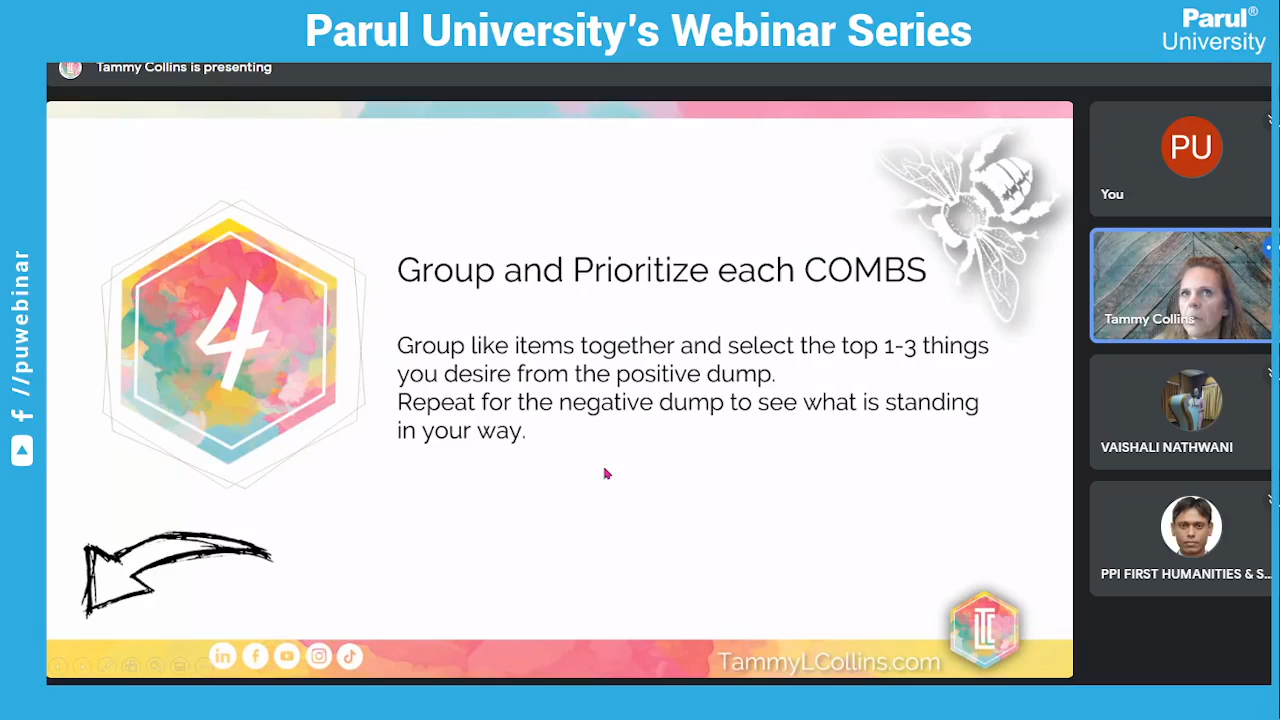 Parul University's Webinar Series
Parul®
University
Tammy Collins is presenting
PU
You
4
Group and Prioritize each COMBS
Group like items together and select the top 1-3 things
you desire from the positive dump.
Repeat for the negative dump to see what is standing
in your way.
Tammy Collins
VAISHALI NATHWANI
PPI FIRST HUMANITIES & S...
//puwebinar
TLC
TammyLCollins.com